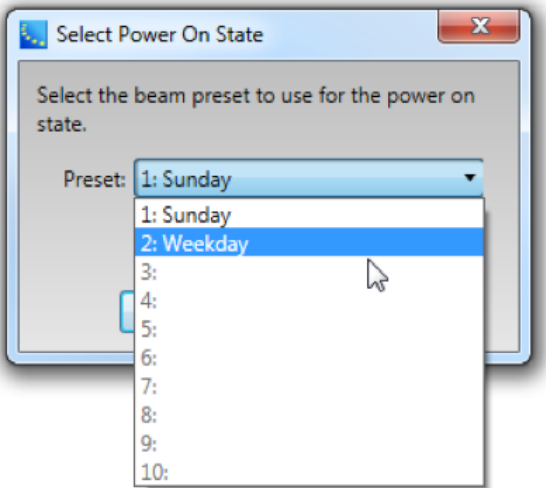 Select Power On State
Select the beam preset to use for the power on
state.
Preset: 1: Sunday
1: Sunday
2: Weekday
3:
4:
5:
6:
7:
8:
9:
10: